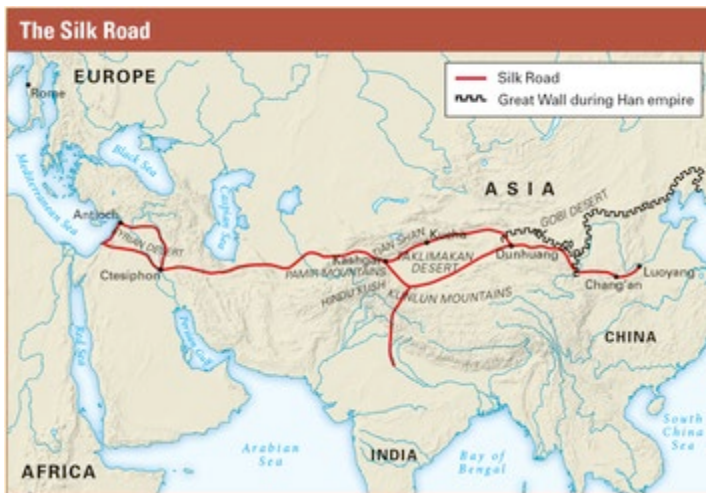 The Silk Road
EUROPE
Rome
Silk Road
Great Wall during Han empire
Black Sea
Mediterranean Sea
Caspian Sea
ASIA
GOBI DESERT
Antioch
SYRIAN DESERT
Ctesiphon
TIAN SHAN
Kucha
Kashgar
TAKLIMAKAN
DESERT
Dunhuang
PAMIR MOUNTAINS
HINDU KUSH
KUNLUN MOUNTAINS
Luoyang
Chang'an
CHINA
Red Sea
Persian Gulf
South
China
Sea
Arabian
Sea
INDIA
Bay of
Bengal
AFRICA